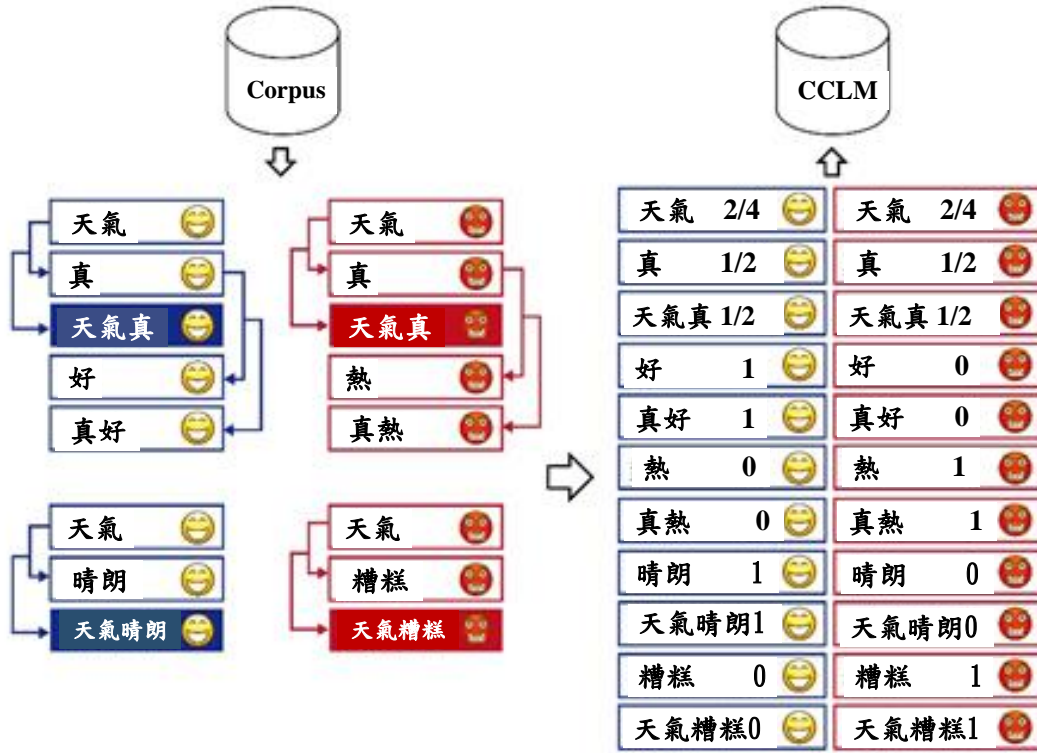 Corpus
CCLM
天氣
真
天氣真
好
真好
天氣
真
天氣真
熱
真熱
天氣
晴朗
天氣晴朗
天氣
糟糕
天氣糟糕
天氣 2/4
天氣 2/4
真 1/2
真 1/2
天氣真 1/2
天氣真 1/2
好 1
好 0
真好 1
真好 0
熱 0
熱 1
真熱 0
真熱 1
晴朗 1
晴朗 0
天氣晴朗1
天氣晴朗0
糟糕 0
糟糕 1
天氣糟糕0
天氣糟糕1